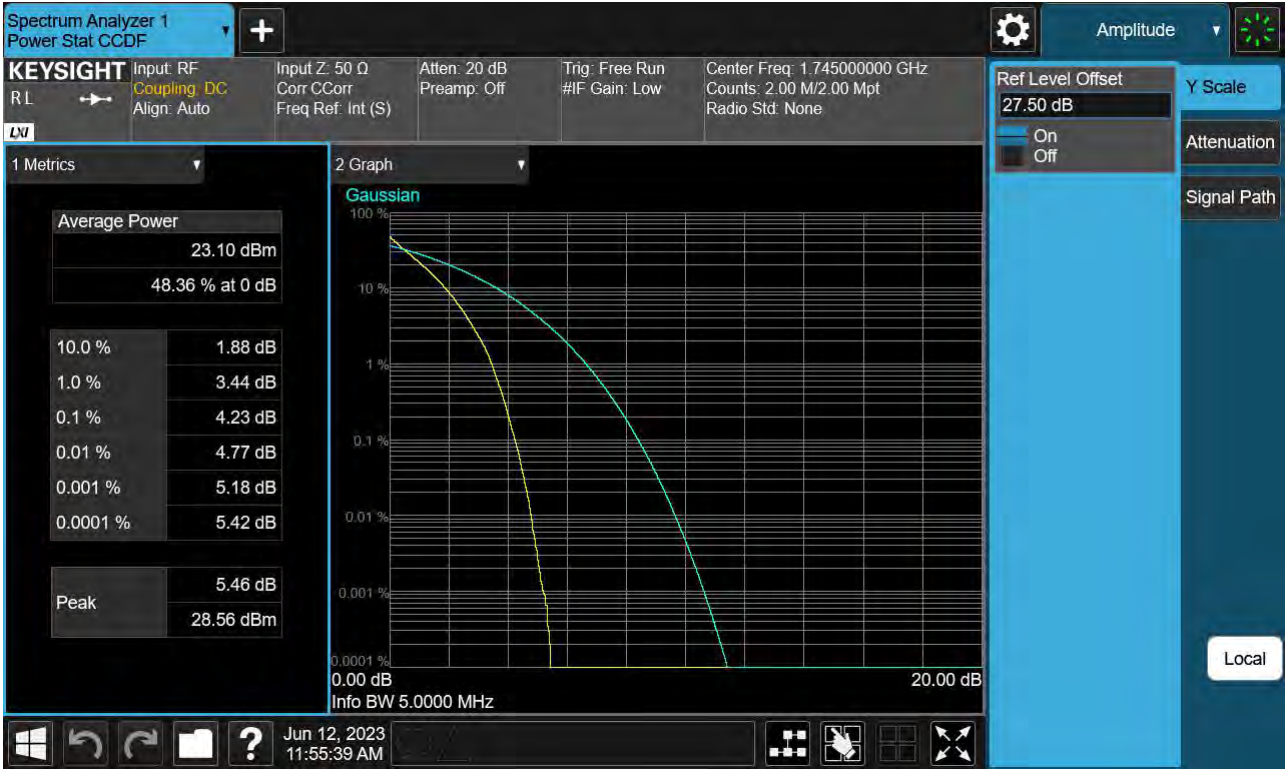 Spectrum Analyzer 1
Power Stat CCDF
+
Amplitude
KEYSIGHT
R L
LXI
Input: RF
Coupling: DC
Align: Auto
Input Z: 50 Ω
Corr CCorr
Freq Ref: Int (S)
Atten: 20 dB
Preamp: Off
Trig: Free Run
#IF Gain: Low
Center Freq: 1.745000000 GHz
Counts: 2.00 M/2.00 Mpt
Radio Std: None
Ref Level Offset
27.50 dB
On
Off
Y Scale
Attenuation
Signal Path
1 Metrics
Average Power
23.10 dBm
48.36 % at 0 dB
10.0 % 1.88 dB
1.0 % 3.44 dB
0.1 % 4.23 dB
0.01 % 4.77 dB
0.001 % 5.18 dB
0.0001 % 5.42 dB
Peak
5.46 dB
28.56 dBm
2 Graph
Gaussian
100 %
10 %
1 %
0.1 %
0.01 %
0.001 %
0.0001 %
0.00 dB 20.00 dB
Info BW 5.0000 MHz
Local
?
Jun 12, 2023
11:55:39 AM